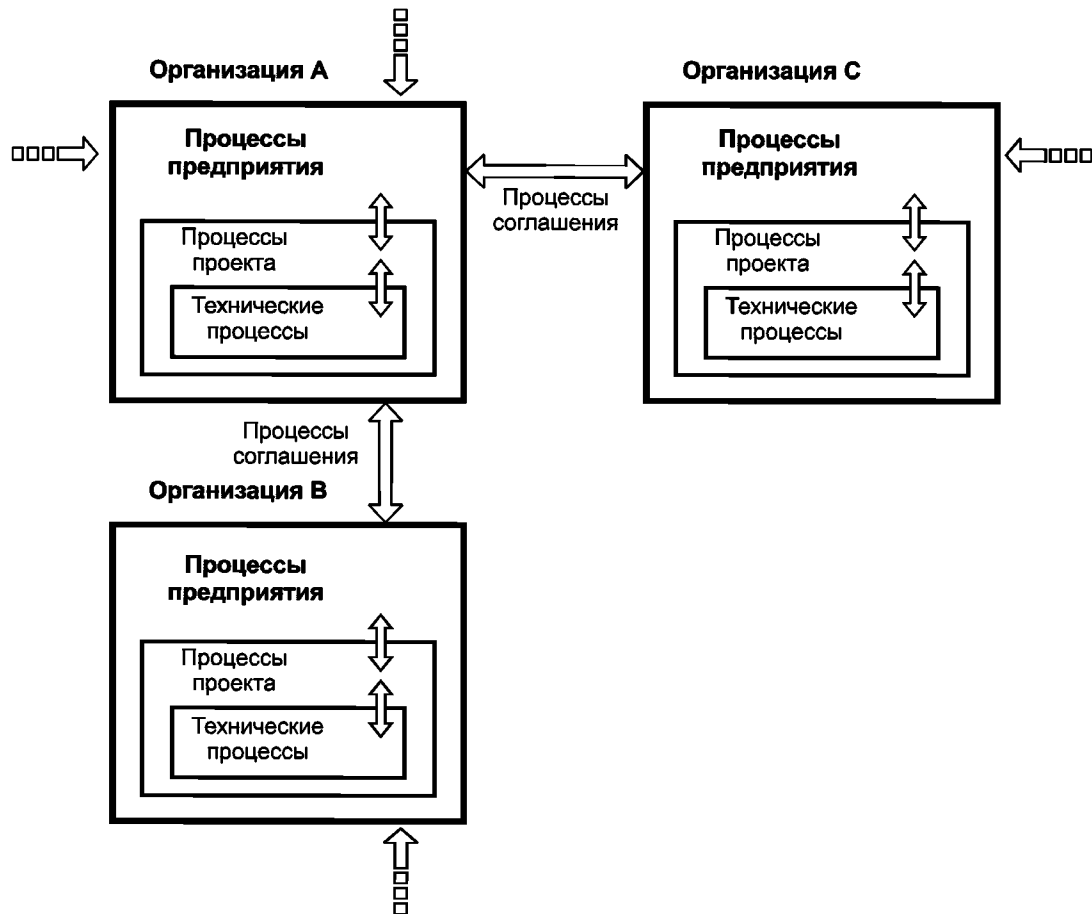 Организация А
Процессы
предприятия
Процессы
проекта
Технические
процессы
Процессы
соглашения
Организация С
Процессы
предприятия
Процессы
проекта
Технические
процессы
Процессы
соглашения
Организация В
Процессы
предприятия
Процессы
проекта
Технические
процессы